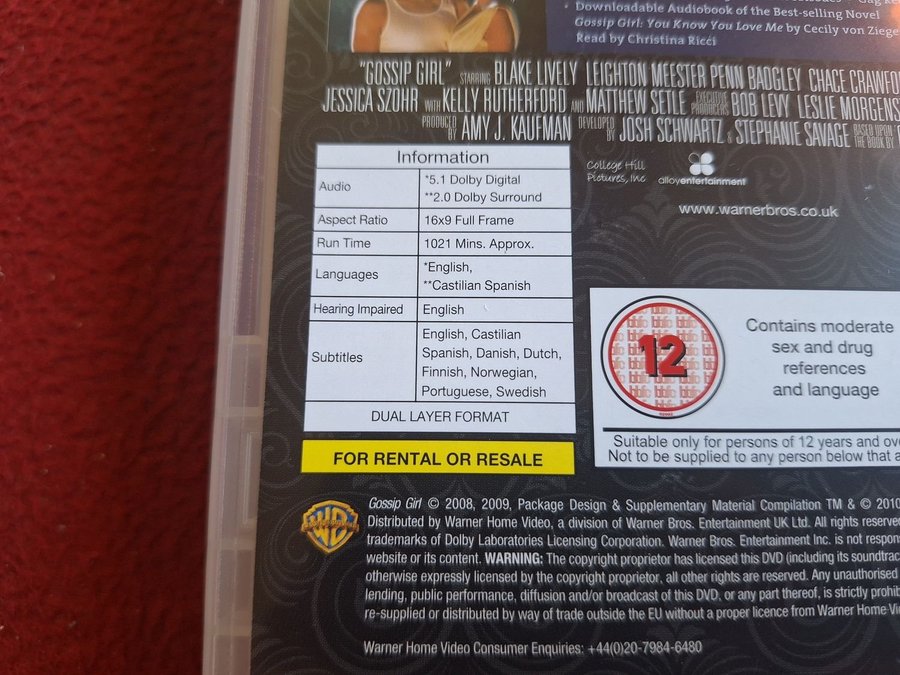 Downloadable Audiobook of the Best-selling Novel
Gossip Girl: You Know You Love Me by Cecily von Ziege
Read by Christina Ricci
"GOSSIP GIRL" STARRING BLAKE LIVELY LEIGHTON MEESTER PENN BADGLEY CHACE CRAWFO
JESSICA SZOHR WITH KELLY RUTHERFORD AND MATTHEW SETTLE EXECUTIVE PRODUCERS BOB LEVY LESLIE MORGENS
PRODUCED BY AMY J. KAUFMAN DEVELOPED BY JOSH SCHWARTZ & STEPHANIE SAVAGE BASED UPON THE BOOK BY
Information
Audio *5.1 Dolby Digital
**2.0 Dolby Surround
Aspect Ratio 16x9 Full Frame
Run Time 1021 Mins. Approx.
Languages *English,
**Castilian Spanish
Hearing Impaired English
Subtitles English, Castilian
Spanish, Danish, Dutch,
Finnish, Norwegian,
Portuguese, Swedish
DUAL LAYER FORMAT
FOR RENTAL OR RESALE
College Hill
Pictures, Inc
alloyentertainment
www.warnerbros.co.uk
12
Contains moderate
sex and drug
references
and language
Suitable only for persons of 12 years and ove
Not to be supplied to any person below that a
Gossip Girl © 2008, 2009, Package Design & Supplementary Material Compilation TM & © 2010
Distributed by Warner Home Video, a division of Warner Bros. Entertainment UK Ltd. All rights reserve
trademarks of Dolby Laboratories Licensing Corporation. Warner Bros. Entertainment Inc. is not respon
website or its content. WARNING: The copyright proprietor has licensed this DVD (including its soundtrac
otherwise expressly licensed by the copyright proprietor, all other rights are reserved. Any unauthorised
lending, public performance, diffusion and/or broadcast of this DVD, or any part thereof, is strictly prohib
re-supplied or distributed by way of trade outside the EU without a proper licence from Warner Home Vi
Warner Home Video Consumer Enquiries: +44(0)20-7984-6480